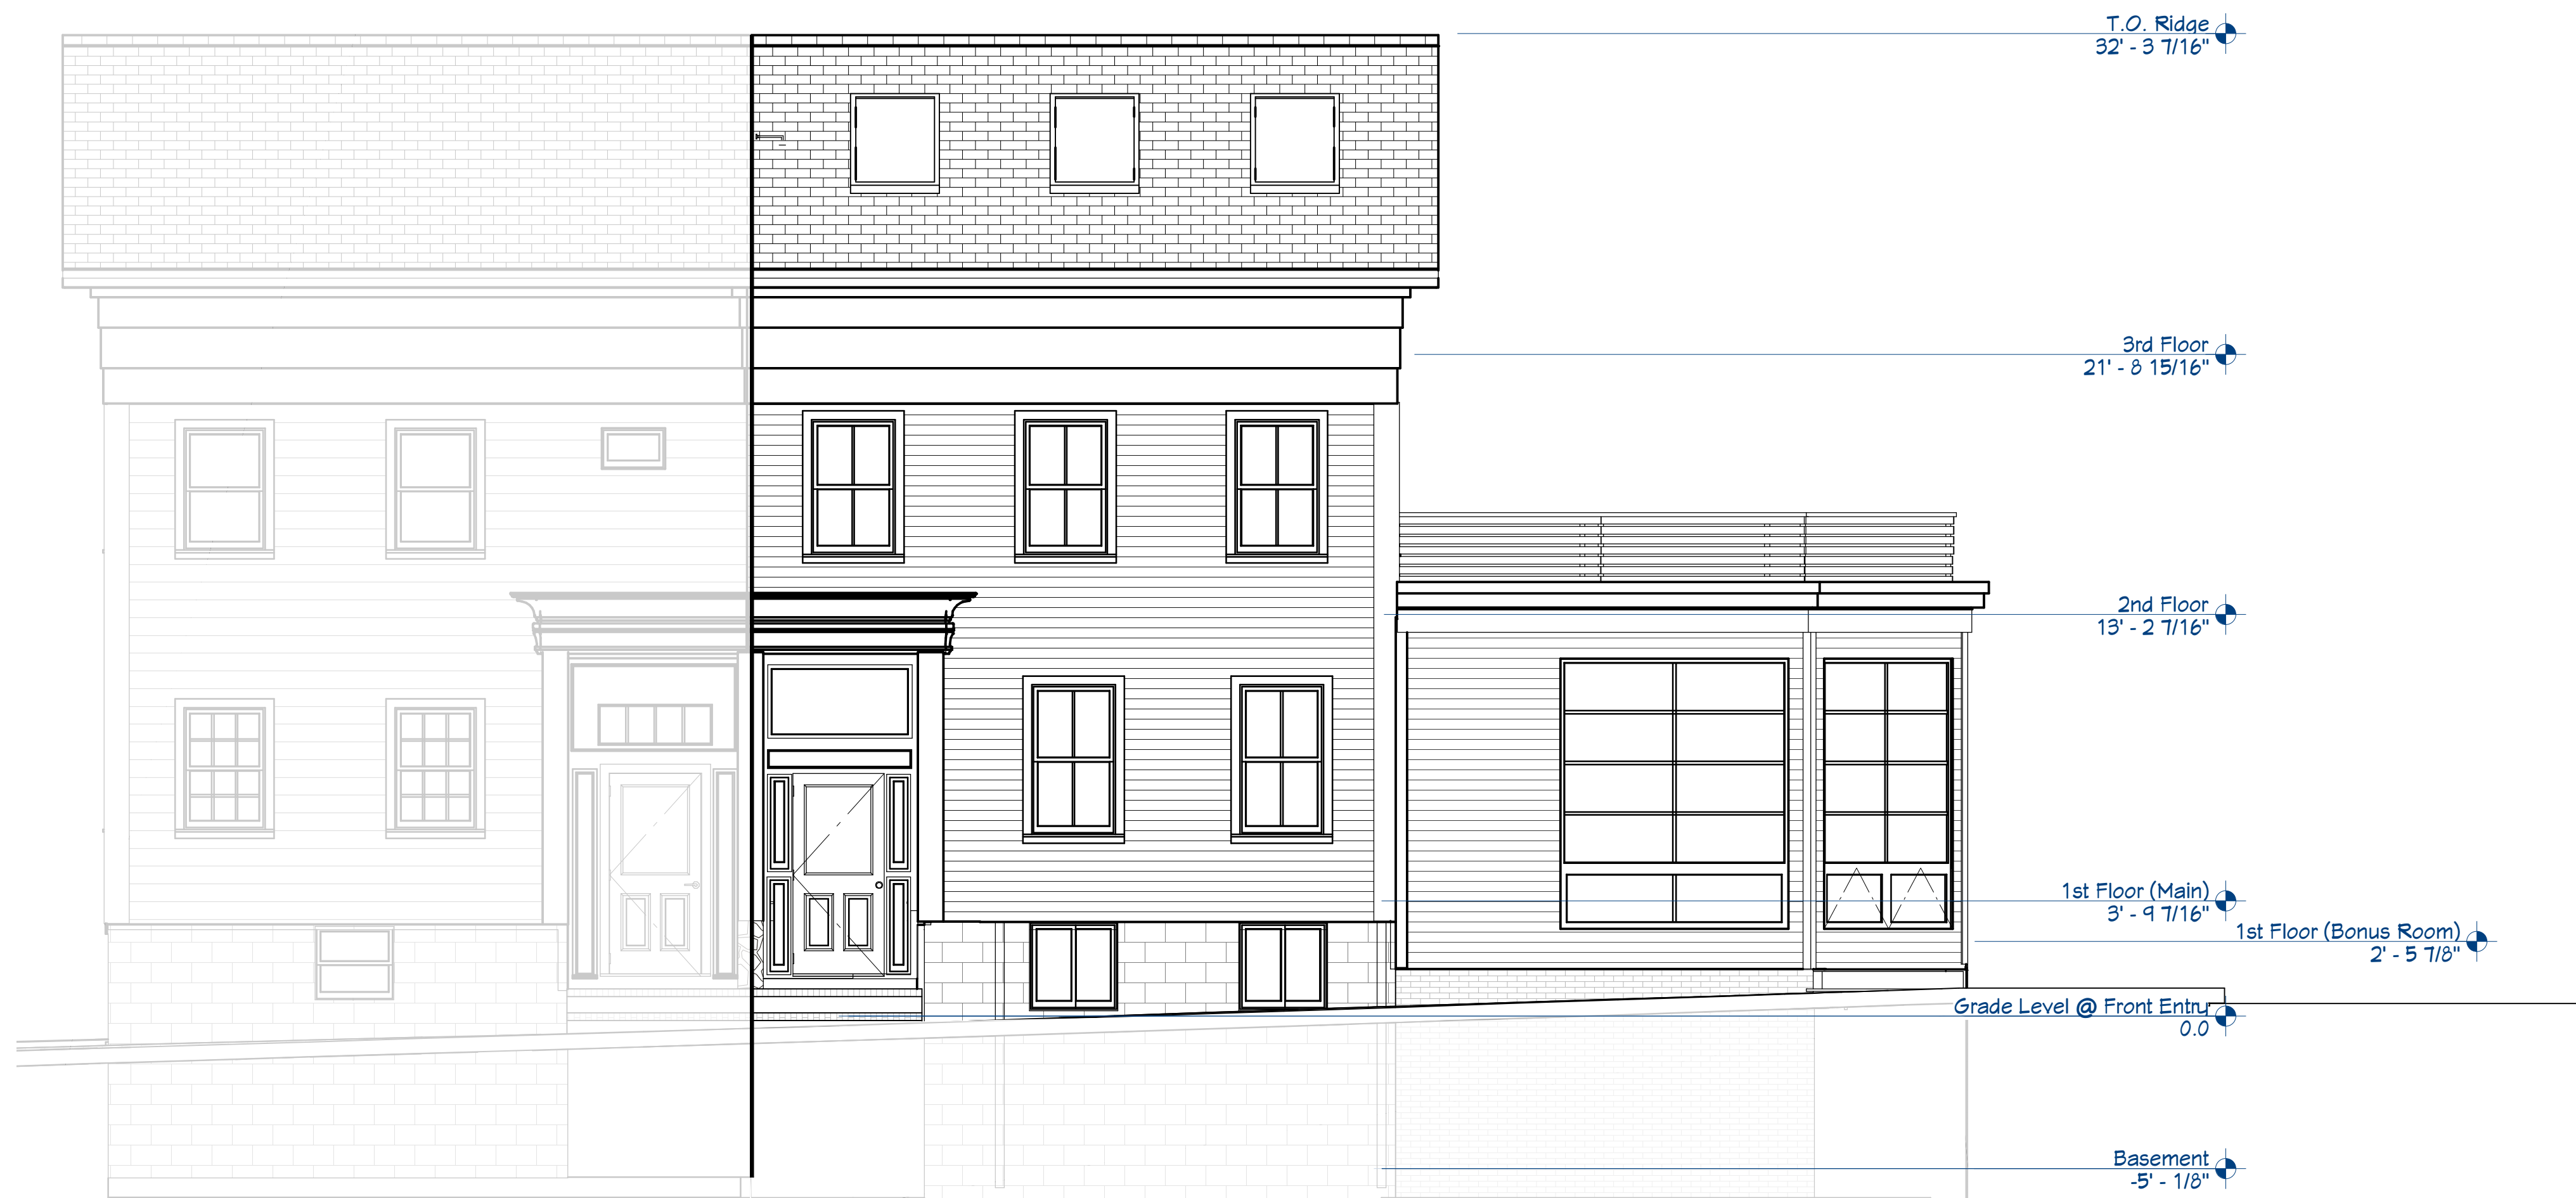 T.O. Ridge
32' - 3 7/16"
3rd Floor
21' - 8 15/16"
2nd Floor
13' - 2 7/16"
1st Floor (Main)
3' - 9 7/16"
1st Floor (Bonus Room)
2' - 5 7/8"
Grade Level @ Front Entry
0.0
Basement
-5' - 1/8"